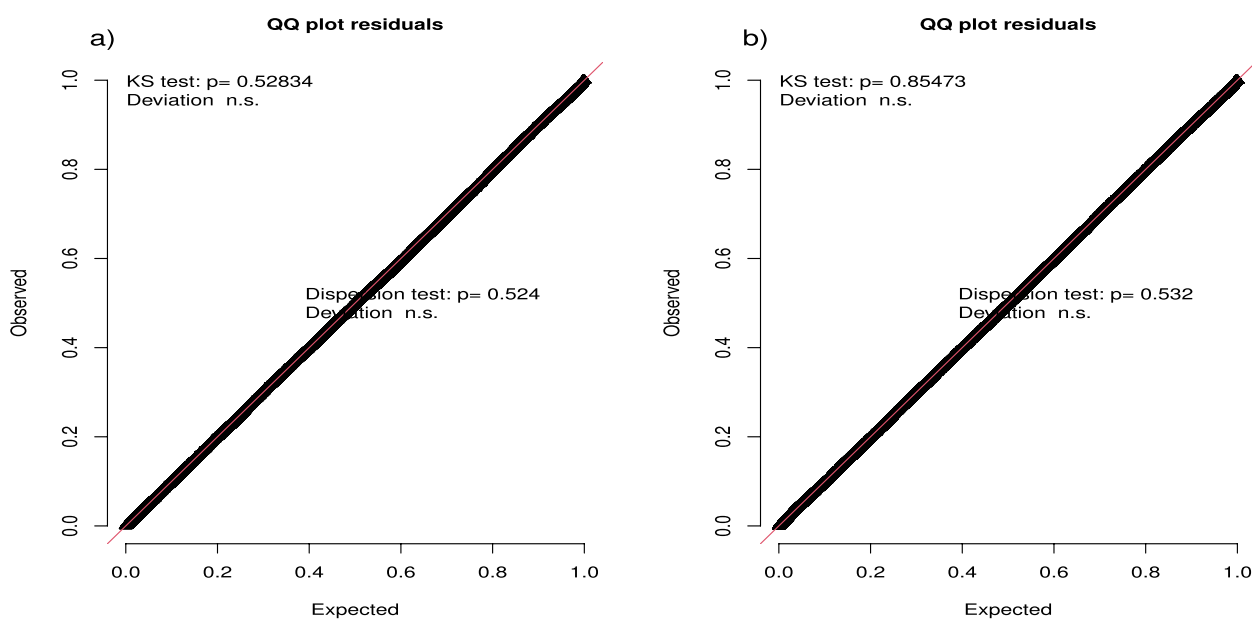 a)
QQ plot residuals
KS test: p= 0.52834
Deviation n.s.
Dispersion test: p= 0.524
Deviation n.s.
Observed
0.0
0.2
0.4
0.6
0.8
1.0
0.0 0.2 0.4 0.6 0.8 1.0
Expected
b)
QQ plot residuals
KS test: p= 0.85473
Deviation n.s.
Dispersion test: p= 0.532
Deviation n.s.
Observed
0.0
0.2
0.4
0.6
0.8
1.0
0.0 0.2 0.4 0.6 0.8 1.0
Expected